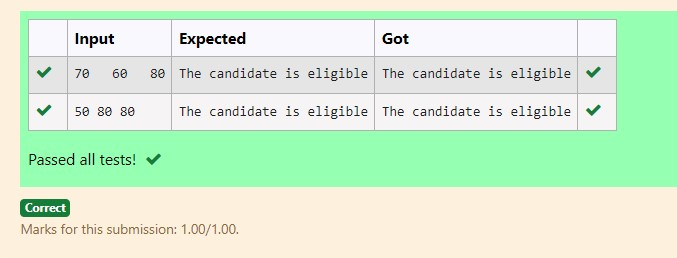 Input Expected Got
70   60   80 The candidate is eligible The candidate is eligible
50 80 80 The candidate is eligible The candidate is eligible
Passed all tests!
Correct
Marks for this submission: 1.00/1.00.